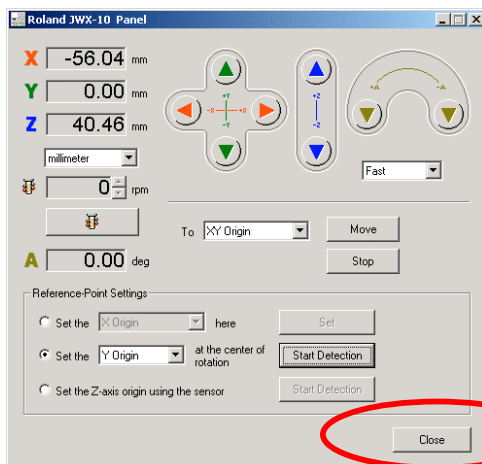 Roland JWX-10 Panel
X -56.04 mm
Y 0.00 mm
Z 40.46 mm
millimeter
0 rpm
A 0.00 deg
+Y
-X +X
-Y
+Z
-Z
+A -A
Fast
To XY Origin Move
Stop
Reference-Point Settings
Set the X Origin here Set
Set the Y Origin at the center of rotation Start Detection
Set the Z-axis origin using the sensor Start Detection
Close